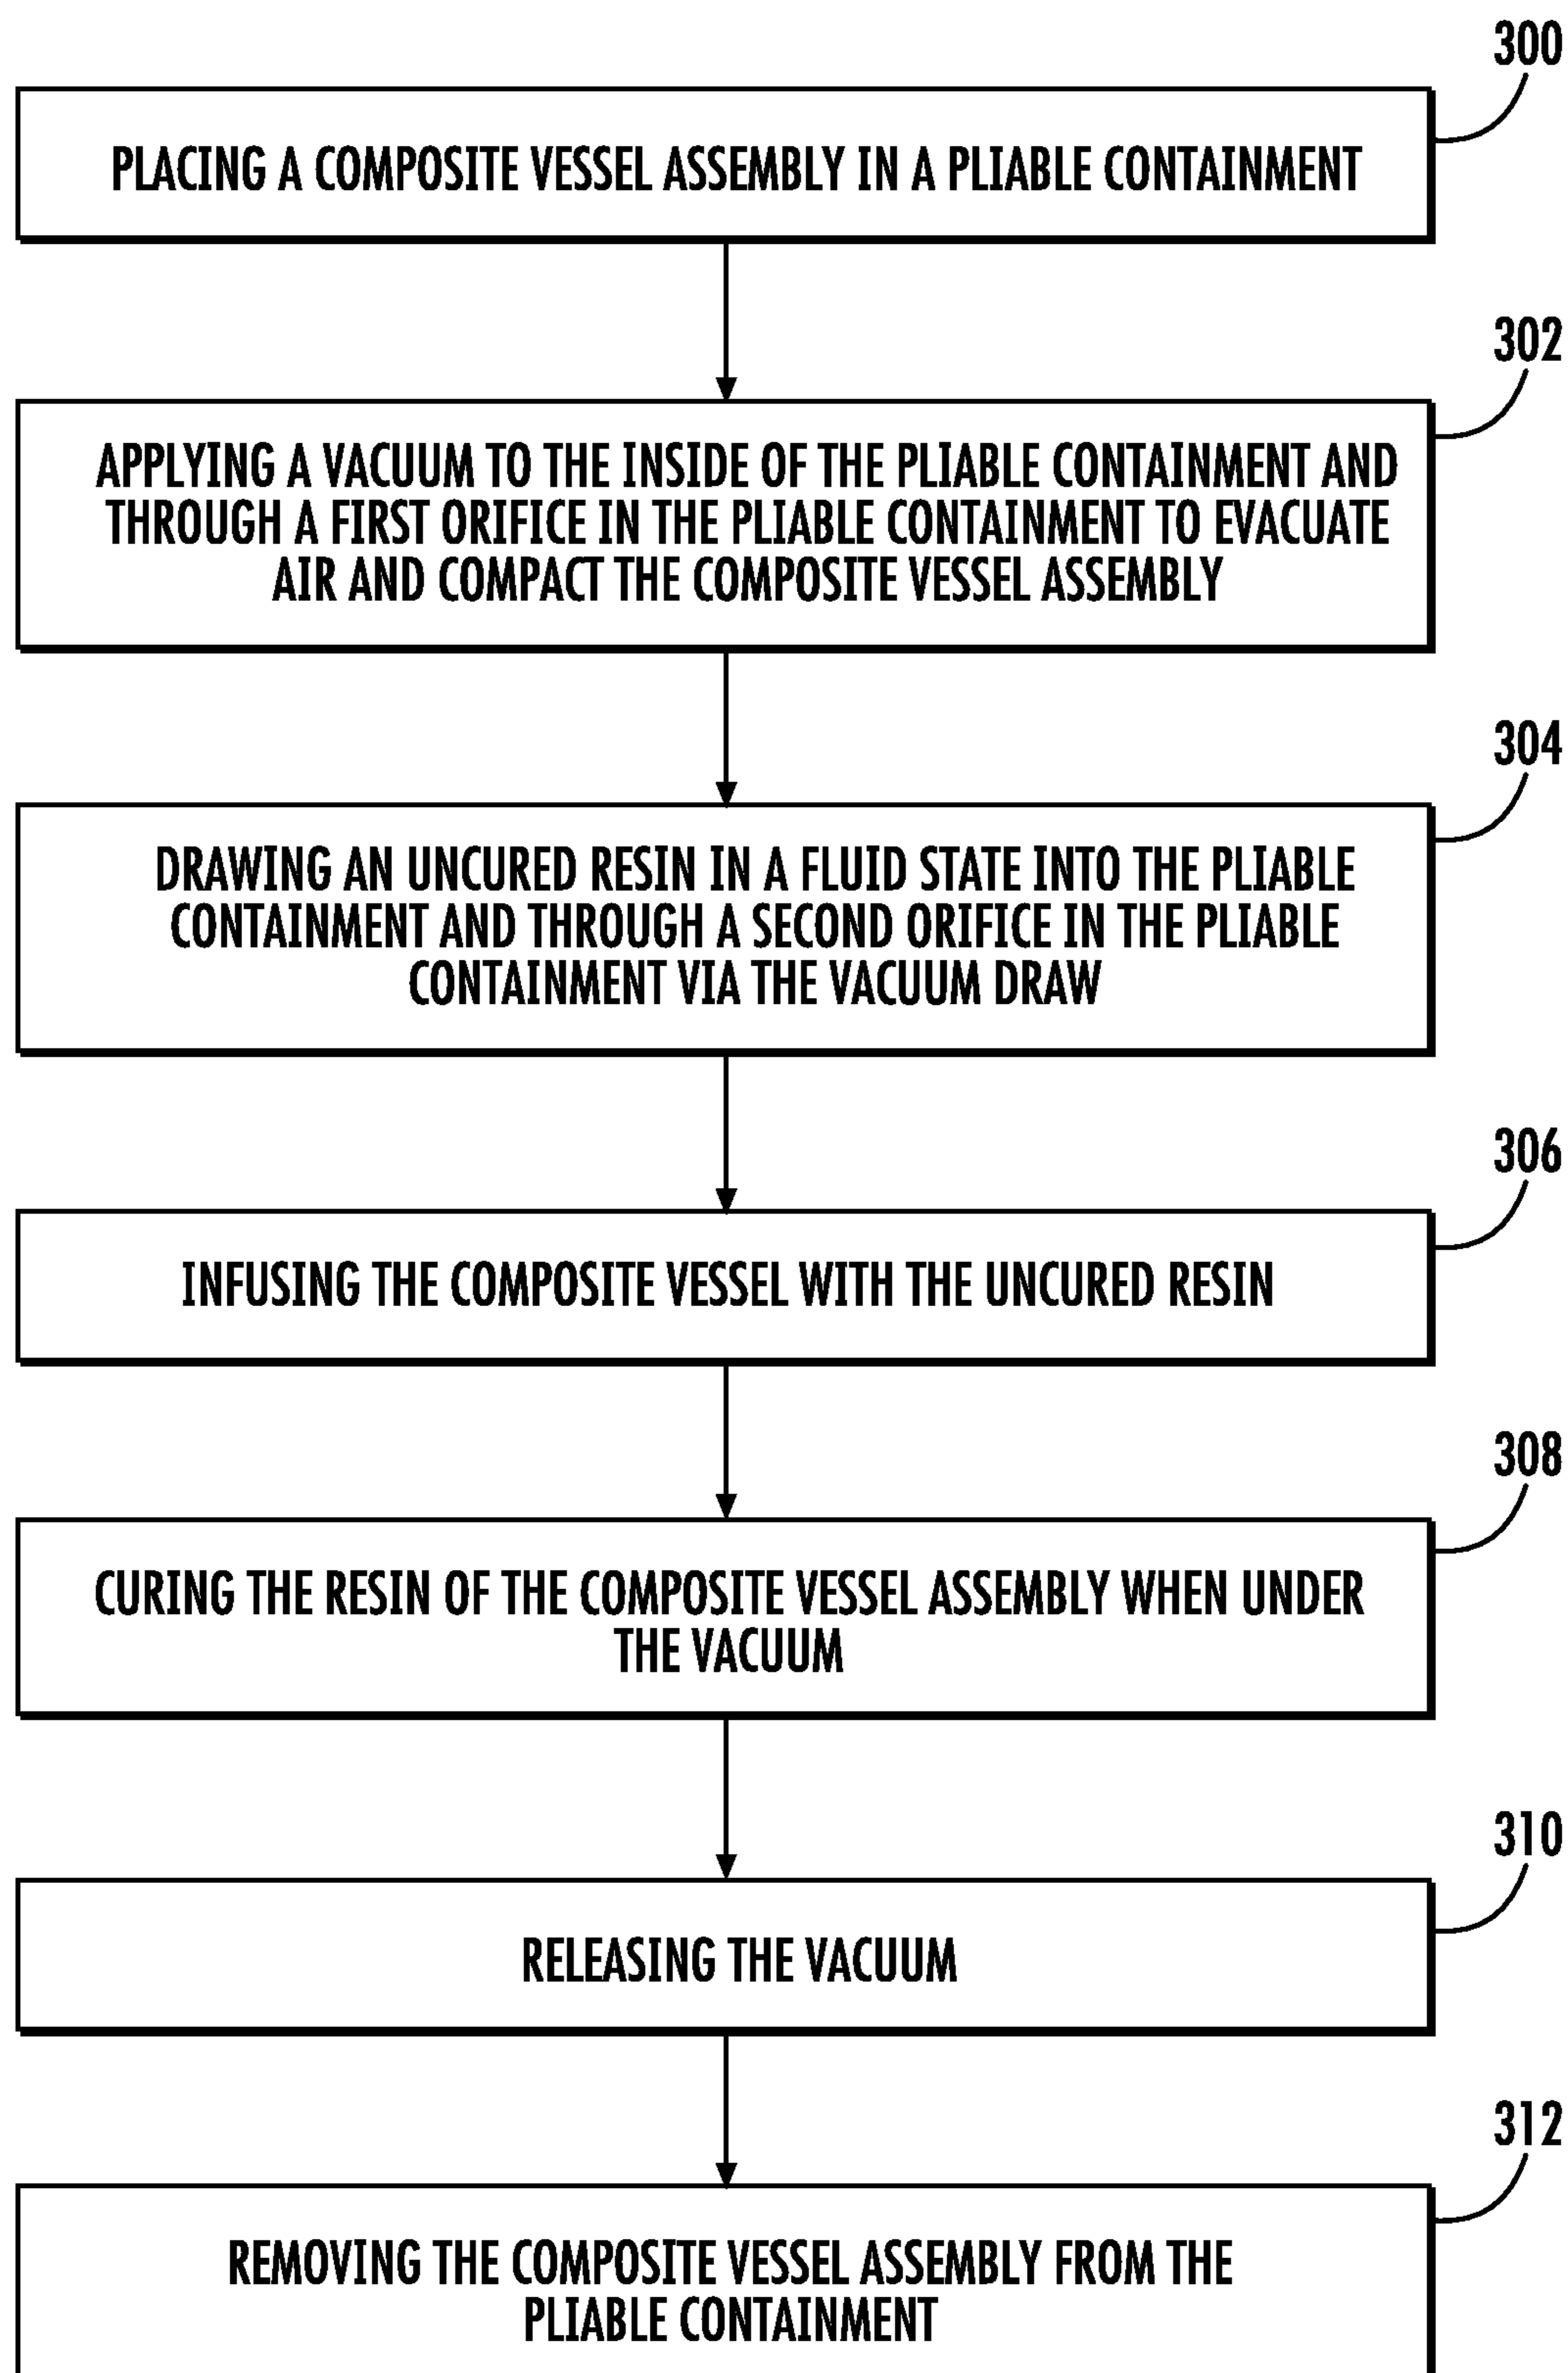 300
PLACING A COMPOSITE VESSEL ASSEMBLY IN A PLIABLE CONTAINMENT
302
APPLYING A VACUUM TO THE INSIDE OF THE PLIABLE CONTAINMENT AND
THROUGH A FIRST ORIFICE IN THE PLIABLE CONTAINMENT TO EVACUATE
AIR AND COMPACT THE COMPOSITE VESSEL ASSEMBLY
304
DRAWING AN UNCURED RESIN IN A FLUID STATE INTO THE PLIABLE
CONTAINMENT AND THROUGH A SECOND ORIFICE IN THE PLIABLE
CONTAINMENT VIA THE VACUUM DRAW
306
INFUSING THE COMPOSITE VESSEL WITH THE UNCURED RESIN
308
CURING THE RESIN OF THE COMPOSITE VESSEL ASSEMBLY WHEN UNDER
THE VACUUM
310
RELEASING THE VACUUM
312
REMOVING THE COMPOSITE VESSEL ASSEMBLY FROM THE
PLIABLE CONTAINMENT